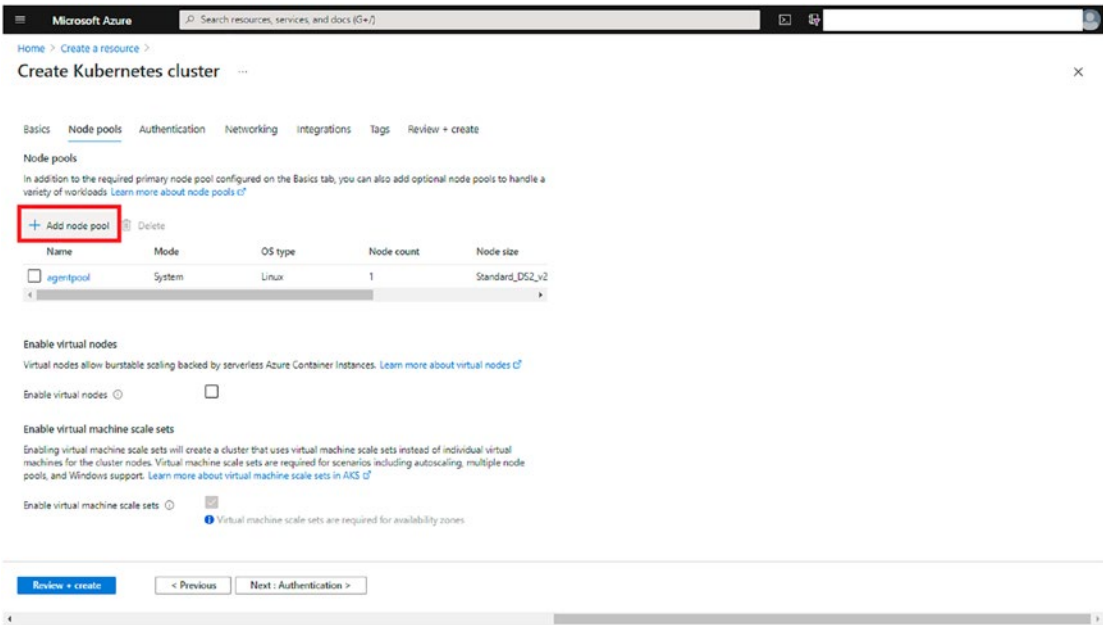 Microsoft Azure
Search resources, services, and docs (G+/)
Home > Create a resource >
Create Kubernetes cluster ...
Basics Node pools Authentication Networking Integrations Tags Review + create
Node pools
In addition to the required primary node pool configured on the Basics tab, you can also add optional node pools to handle a
variety of workloads Learn more about node pools
+ Add node pool Delete
Name Mode OS type Node count Node size
agentpool System Linux 1 Standard_DS2_v2
Enable virtual nodes
Virtual nodes allow burstable scaling backed by serverless Azure Container Instances. Learn more about virtual nodes
Enable virtual nodes
Enable virtual machine scale sets
Enabling virtual machine scale sets will create a cluster that uses virtual machine scale sets instead of individual virtual
machines for the cluster nodes. Virtual machine scale sets are required for scenarios including autoscaling, multiple node
pools, and Windows support. Learn more about virtual machine scale sets in AKS
Enable virtual machine scale sets
Virtual machine scale sets are required for availability zones
Review + create < Previous Next : Authentication >